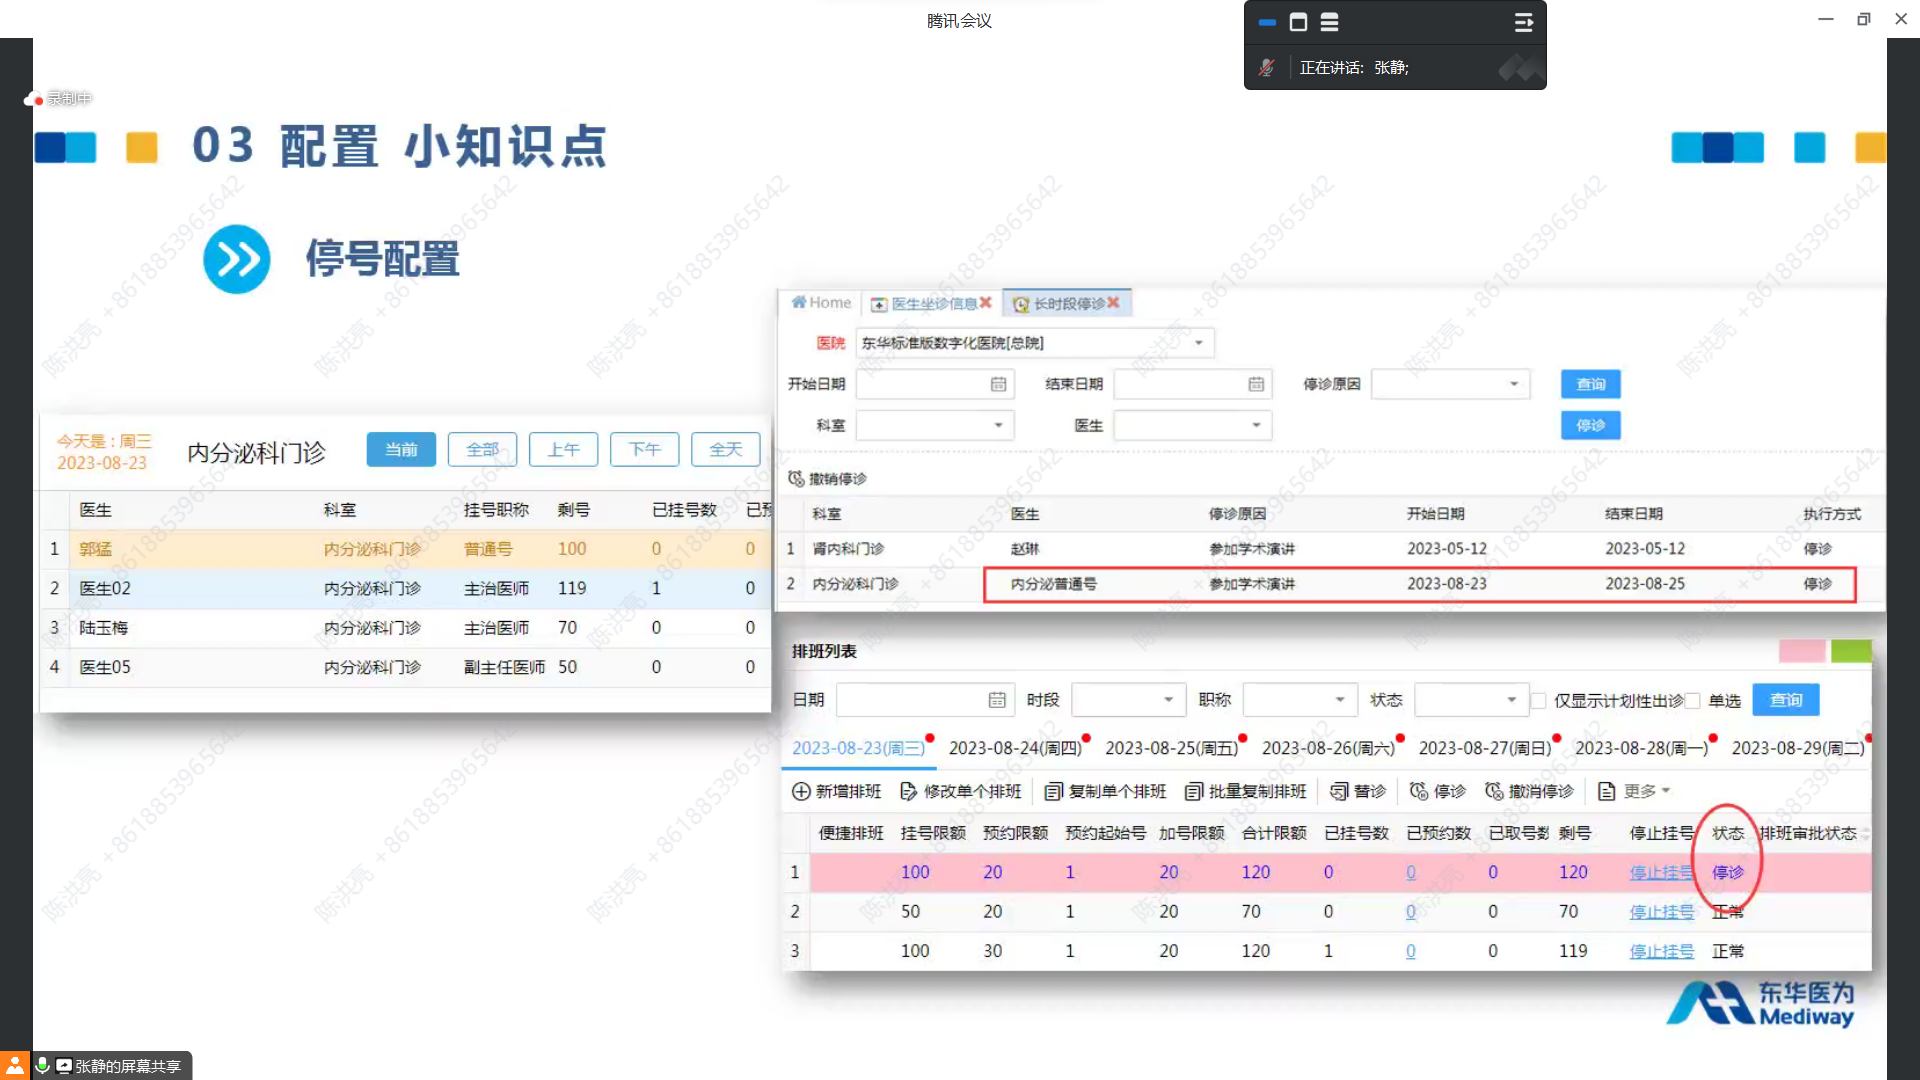 腾讯会议
正在讲话: 张静;
录制中
03 配置 小知识点
停号配置
Home 医生坐诊信息 长时段停诊
医院 东华标准版数字化医院[总院]
开始日期 结束日期 停诊原因 查询
科室 医生 停诊
撤销停诊
科室 医生 停诊原因 开始日期 结束日期 执行方式
1 肾内科门诊 赵琳 参加学术演讲 2023-05-12 2023-05-12 停诊
2 内分泌科门诊 内分泌普通号 参加学术演讲 2023-08-23 2023-08-25 停诊
今天是:周三
2023-08-23
内分泌科门诊 当前 全部 上午 下午 全天
医生 科室 挂号职称 剩号 已挂号数 已预
1 郭猛 内分泌科门诊 普通号 100 0 0
2 医生02 内分泌科门诊 主治医师 119 1 0
3 陆玉梅 内分泌科门诊 主治医师 70 0 0
4 医生05 内分泌科门诊 副主任医师 50 0 0
排班列表
日期 时段 职称 状态 仅显示计划性出诊 单选 查询
2023-08-23(周三) 2023-08-24(周四) 2023-08-25(周五) 2023-08-26(周六) 2023-08-27(周日) 2023-08-28(周一) 2023-08-29(周二)
新增排班 修改单个排班 复制单个排班 批量复制排班 替诊 停诊 撤消停诊 更多
便捷排班 挂号限额 预约限额 预约起始号 加号限额 合计限额 已挂号数 已预约数 已取号数 剩号 停止挂号 状态 排班审批状态
1 100 20 1 20 120 0 0 0 120 停止挂号 停诊
2 50 20 1 20 70 0 0 0 70 停止挂号 正常
3 100 30 1 20 120 1 0 0 119 停止挂号 正常
东华医为
Mediway
张静的屏幕共享
陈洪亮 +8618853965642